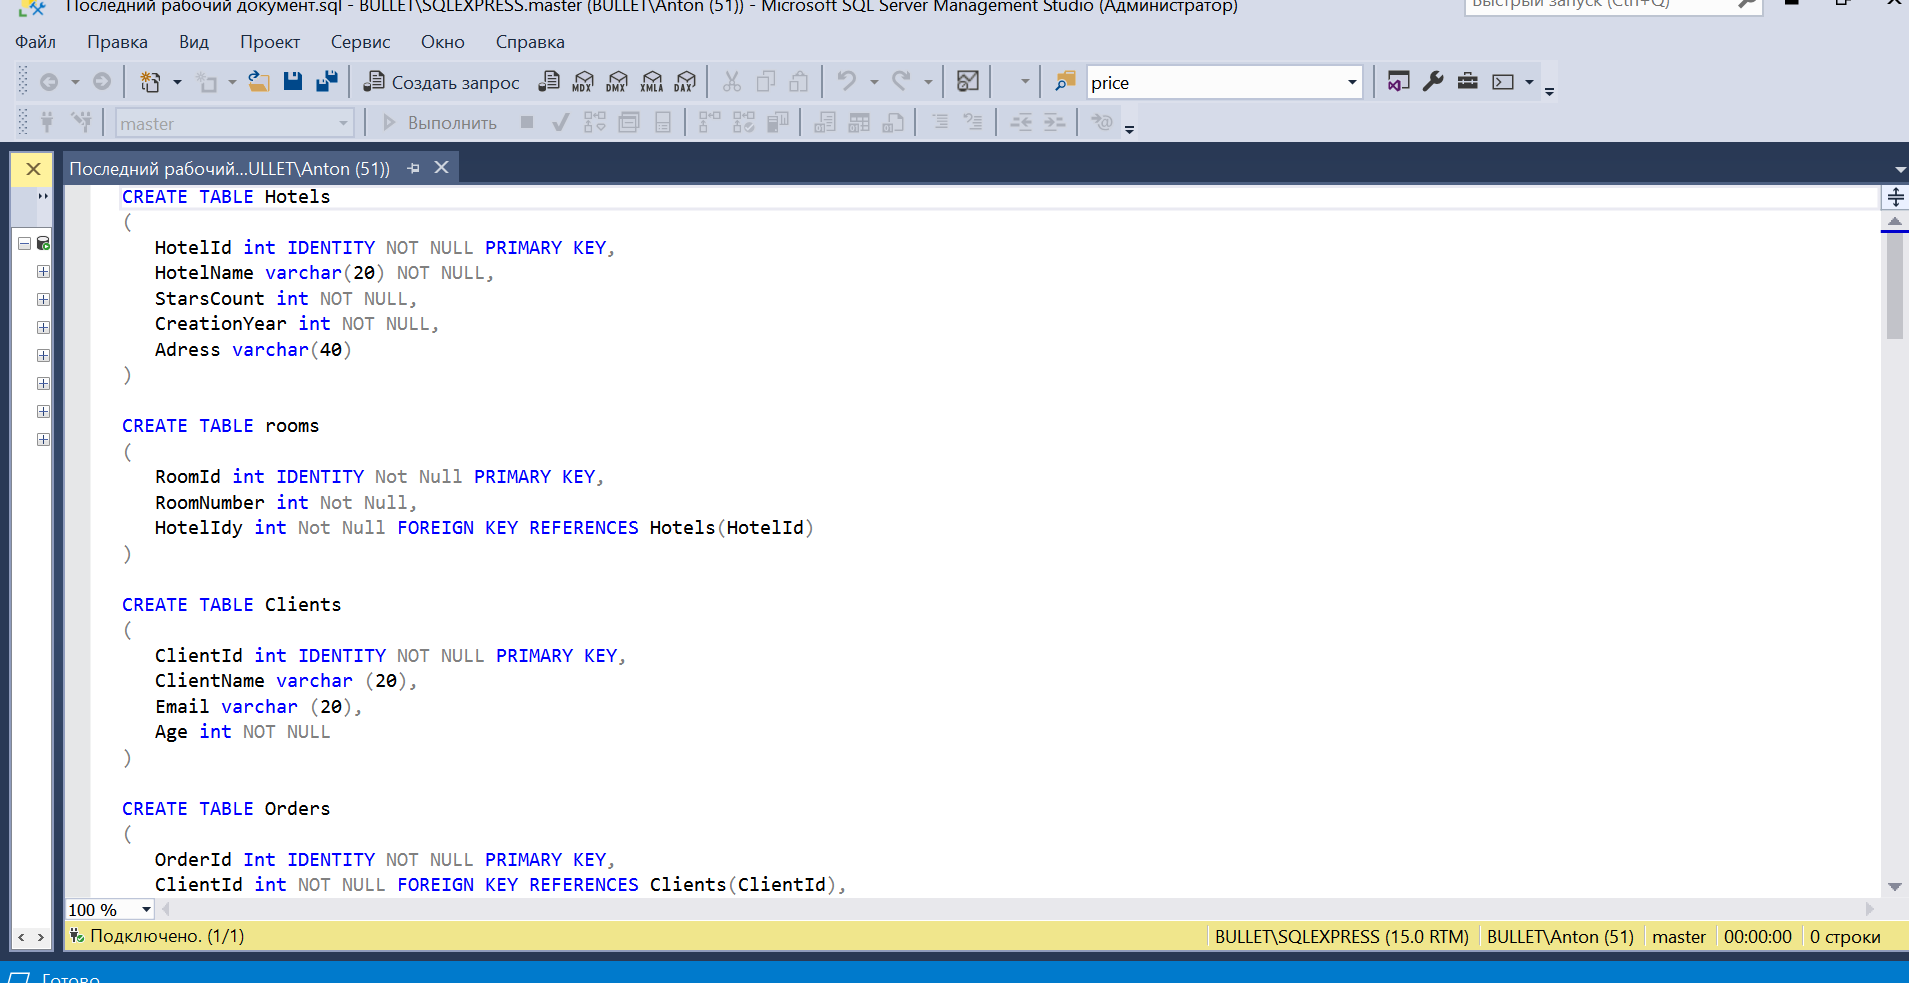 Последний рабочий документ.sql - BULLET\SQLEXPRESS.master (BULLET\Anton (51)) - Microsoft SQL Server Management Studio (Администратор)
Быстрый запуск (Ctrl+Q)
Файл Правка Вид Проект Сервис Окно Справка
Создать запрос MDX DMX XMLA DAX price
master Выполнить
Последний рабочий...ULLET\Anton (51))
CREATE TABLE Hotels
(
HotelId int IDENTITY NOT NULL PRIMARY KEY,
HotelName varchar(20) NOT NULL,
StarsCount int NOT NULL,
CreationYear int NOT NULL,
Adress varchar(40)
)
CREATE TABLE rooms
(
RoomId int IDENTITY Not Null PRIMARY KEY,
RoomNumber int Not Null,
HotelIdy int Not Null FOREIGN KEY REFERENCES Hotels(HotelId)
)
CREATE TABLE Clients
(
ClientId int IDENTITY NOT NULL PRIMARY KEY,
ClientName varchar (20),
Email varchar (20),
Age int NOT NULL
)
CREATE TABLE Orders
(
OrderId Int IDENTITY NOT NULL PRIMARY KEY,
ClientId int NOT NULL FOREIGN KEY REFERENCES Clients(ClientId),
100 %
Подключено. (1/1) BULLET\SQLEXPRESS (15.0 RTM) BULLET\Anton (51) master 00:00:00 0 строки
Готово